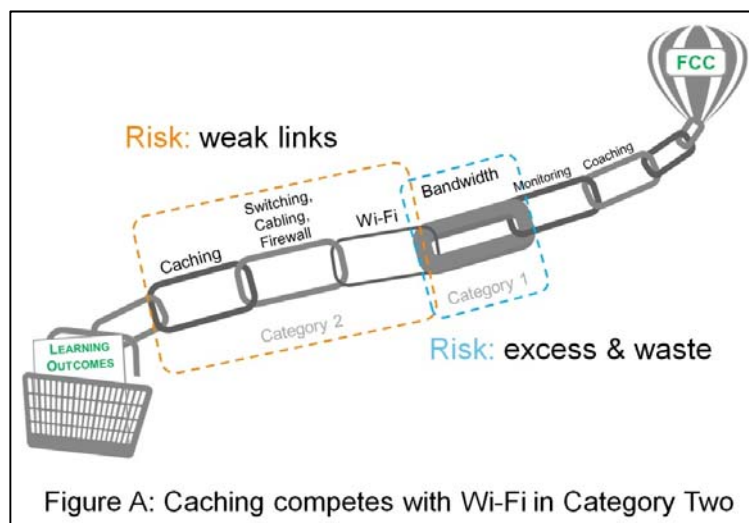 FCC
Risk: weak links
Bandwidth
Monitoring
Coaching
Switching,
Cabling,
Firewall
Wi-Fi
Caching
Category 1
Category 2
Risk: excess & waste
LEARNING
OUTCOMES
Figure A: Caching competes with Wi-Fi in Category Two